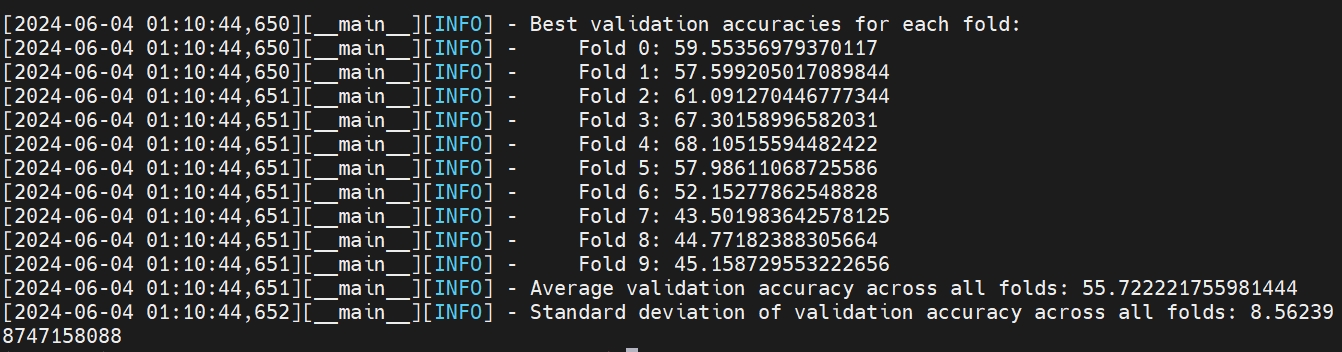 [2024-06-04 01:10:44,650][__main__][INFO] - Best validation accuracies for each fold:
[2024-06-04 01:10:44,650][__main__][INFO] -     Fold 0: 59.55356979370117
[2024-06-04 01:10:44,650][__main__][INFO] -     Fold 1: 57.599205017089844
[2024-06-04 01:10:44,651][__main__][INFO] -     Fold 2: 61.091270446777344
[2024-06-04 01:10:44,651][__main__][INFO] -     Fold 3: 67.30158996582031
[2024-06-04 01:10:44,651][__main__][INFO] -     Fold 4: 68.10515594482422
[2024-06-04 01:10:44,651][__main__][INFO] -     Fold 5: 57.98611068725586
[2024-06-04 01:10:44,651][__main__][INFO] -     Fold 6: 52.15277862548828
[2024-06-04 01:10:44,651][__main__][INFO] -     Fold 7: 43.501983642578125
[2024-06-04 01:10:44,651][__main__][INFO] -     Fold 8: 44.77182388305664
[2024-06-04 01:10:44,651][__main__][INFO] -     Fold 9: 45.158729553222656
[2024-06-04 01:10:44,651][__main__][INFO] - Average validation accuracy across all folds: 55.722221755981444
[2024-06-04 01:10:44,652][__main__][INFO] - Standard deviation of validation accuracy across all folds: 8.56239
8747158088